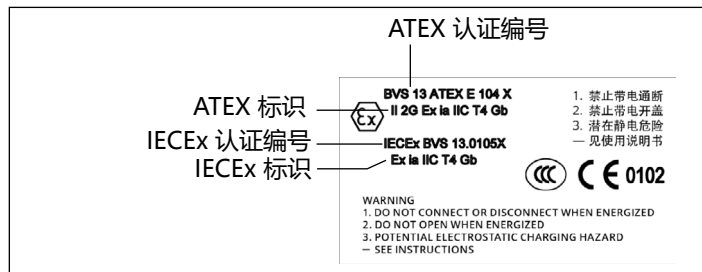 ATEX 认证编号
BVS 13 ATEX E 104 X
ATEX 标识
II 2G Ex ia IIC T4 Gb
Ex
IECEx 认证编号
IECEx BVS 13.0105X
IECEx 标识
Ex ia IIC T4 Gb
1. 禁止带电通断
2. 禁止带电开盖
3. 潜在静电危险
— 见使用说明书
CCC CE 0102
WARNING
1. DO NOT CONNECT OR DISCONNECT WHEN ENERGIZED
2. DO NOT OPEN WHEN ENERGIZED
3. POTENTIAL ELECTROSTATIC CHARGING HAZARD
— SEE INSTRUCTIONS